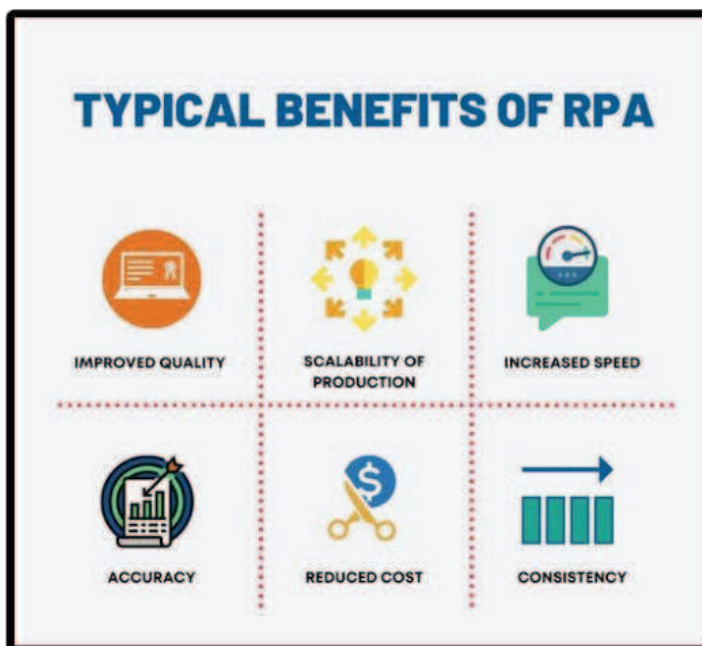 TYPICAL BENEFITS OF RPA
IMPROVED QUALITY
SCALABILITY OF
PRODUCTION
INCREASED SPEED
ACCURACY
REDUCED COST
CONSISTENCY